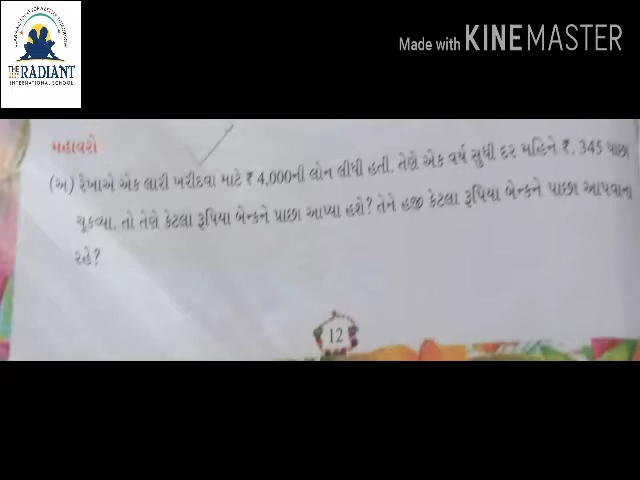 THE RADIANT
INTERNATIONAL SCHOOL
Made with KINEMASTER
મહાવરો
(અ) રેખાએ એક લારી ખરીદવા માટે ₹ 4,000ની લોન લીધી હતી. તેણે એક વર્ષ સુધી દર મહિને ₹. 345 પાછા
ચૂકવ્યા. તો તેણે કેટલા રૂપિયા બેન્કને પાછા આપ્યા હશે? તેને હજી કેટલા રૂપિયા બેન્કને પાછા આપવાના
રહે?
12